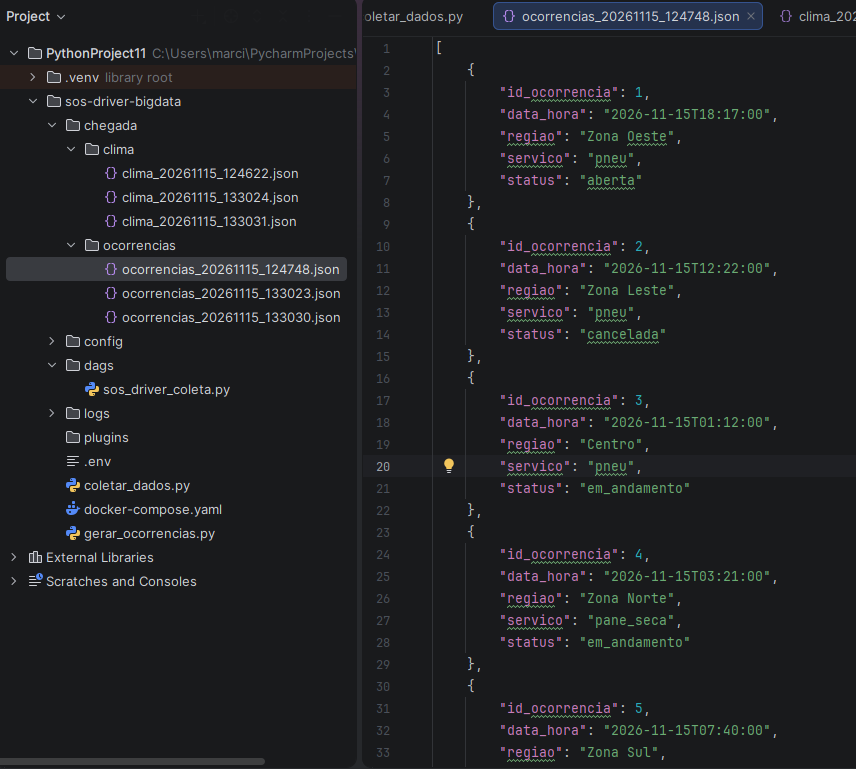 Project
PythonProject11 C:\Users\marci\PycharmProjects\
.venv library root
sos-driver-bigdata
chegada
clima
clima_20261115_124622.json
clima_20261115_133024.json
clima_20261115_133031.json
ocorrencias
ocorrencias_20261115_124748.json
ocorrencias_20261115_133023.json
ocorrencias_20261115_133030.json
config
dags
sos_driver_coleta.py
logs
plugins
.env
coletar_dados.py
docker-compose.yaml
gerar_ocorrencias.py
External Libraries
Scratches and Consoles
oletar_dados.py {} ocorrencias_20261115_124748.json × {} clima_202
1 [
2 {
3 "id_ocorrencia": 1,
4 "data_hora": "2026-11-15T18:17:00",
5 "regiao": "Zona Oeste",
6 "servico": "pneu",
7 "status": "aberta"
8 },
9 {
10 "id_ocorrencia": 2,
11 "data_hora": "2026-11-15T12:22:00",
12 "regiao": "Zona Leste",
13 "servico": "pneu",
14 "status": "cancelada"
15 },
16 {
17 "id_ocorrencia": 3,
18 "data_hora": "2026-11-15T01:12:00",
19 "regiao": "Centro",
20 "servico": "pneu",
21 "status": "em_andamento"
22 },
23 {
24 "id_ocorrencia": 4,
25 "data_hora": "2026-11-15T03:21:00",
26 "regiao": "Zona Norte",
27 "servico": "pane_seca",
28 "status": "em_andamento"
29 },
30 {
31 "id_ocorrencia": 5,
32 "data_hora": "2026-11-15T07:40:00",
33 "regiao": "Zona Sul",